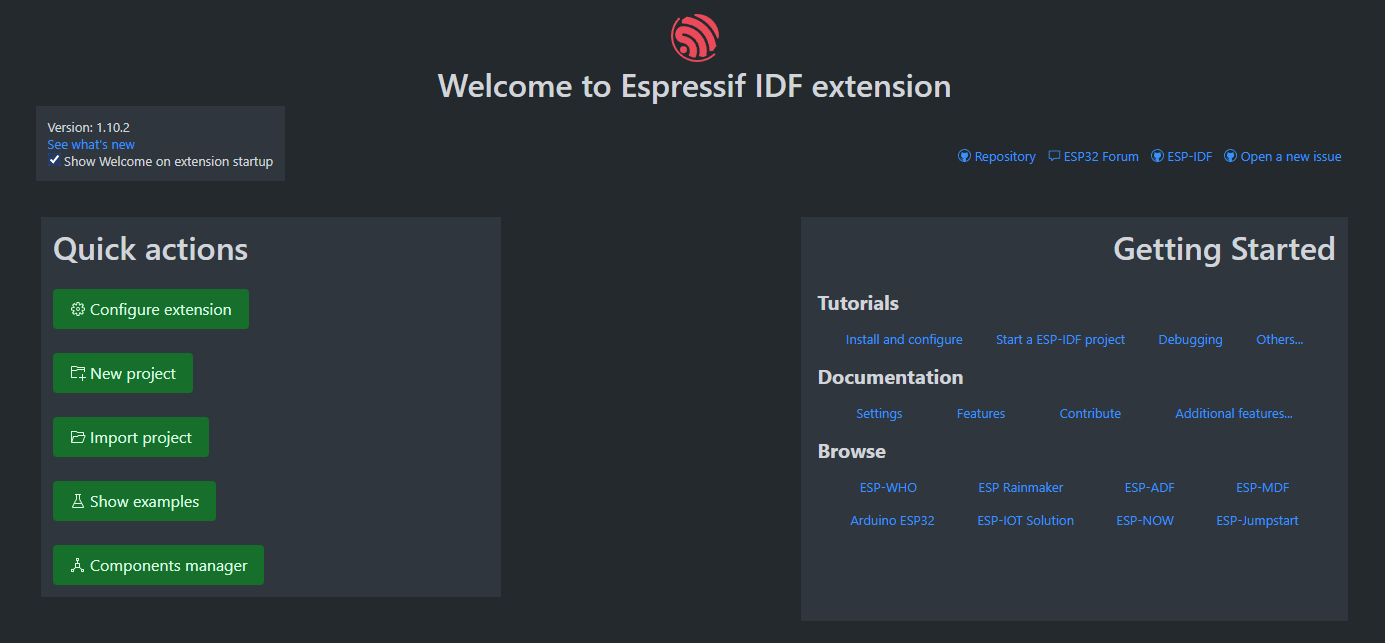 Welcome to Espressif IDF extension
Version: 1.10.2
See what's new
Show Welcome on extension startup
Repository ESP32 Forum ESP-IDF Open a new issue
Quick actions
Configure extension
New project
Import project
Show examples
Components manager
Getting Started
Tutorials
Install and configure Start a ESP-IDF project Debugging Others...
Documentation
Settings Features Contribute Additional features...
Browse
ESP-WHO ESP Rainmaker ESP-ADF ESP-MDF
Arduino ESP32 ESP-IOT Solution ESP-NOW ESP-Jumpstart